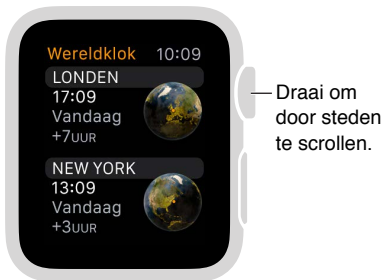 Wereldklok 10:09
LONDEN
17:09
Vandaag
+7UUR
NEW YORK
13:09
Vandaag
+3UUR
Draai om
door steden
te scrollen.